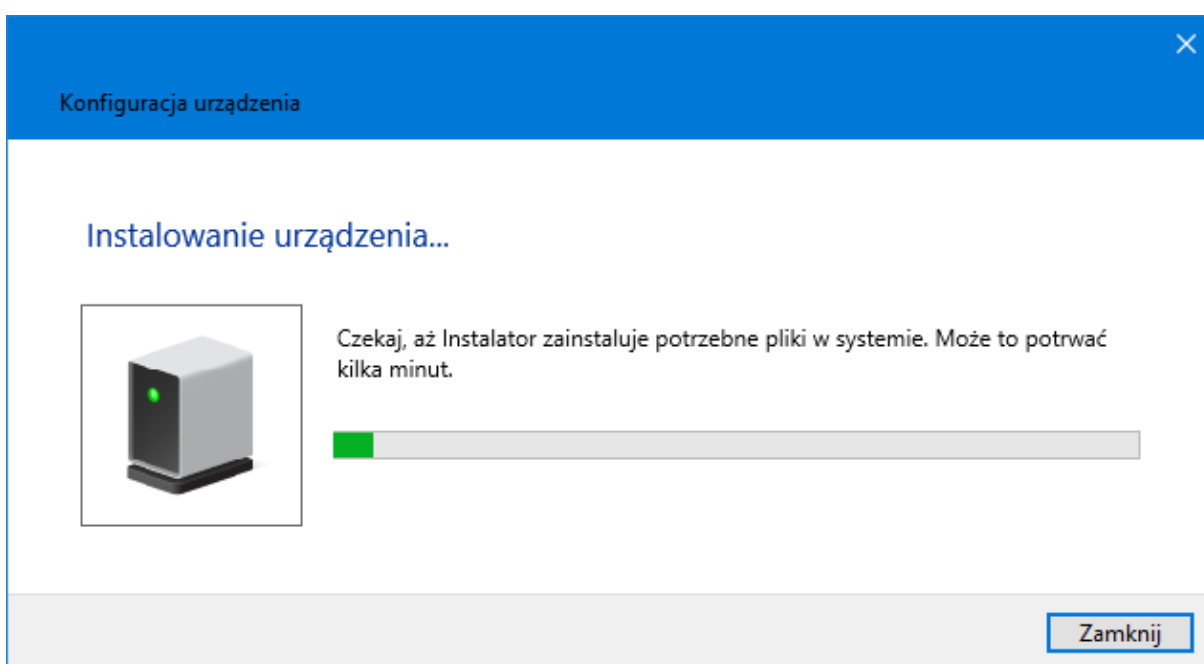 Konfiguracja urządzenia
Instalowanie urządzenia...
Czekaj, aż Instalator zainstaluje potrzebne pliki w systemie. Może to potrwać
kilka minut.
Zamknij